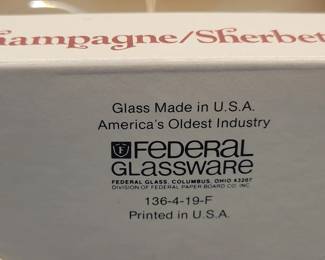 Champagne/Sherbet
Glass Made in U.S.A.
America's Oldest Industry
F FEDERAL
GLASSWARE
FEDERAL GLASS, COLUMBUS, OHIO 43207
DIVISION OF FEDERAL PAPER BOARD CO. INC.
136-4-19-F
Printed in U.S.A.